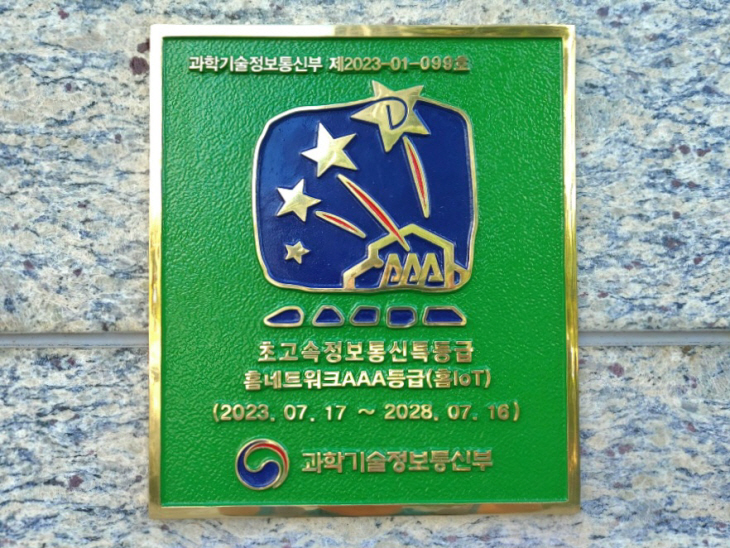 과학기술정보통신부 제2023-01-099호
D
AAA
초고속정보통신특등급
홈네트워크AAA등급(홈IoT)
(2023. 07. 17 ~ 2028. 07. 16)
과학기술정보통신부